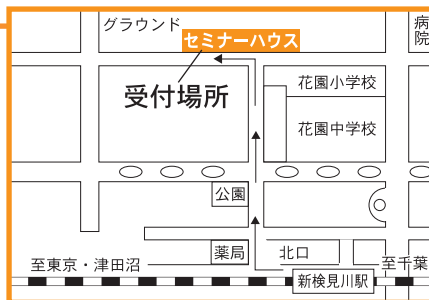 グラウンド
病院
セミナーハウス
受付場所
花園小学校
花園中学校
公園
薬局
北口
至東京・津田沼
至千葉
新検見川駅